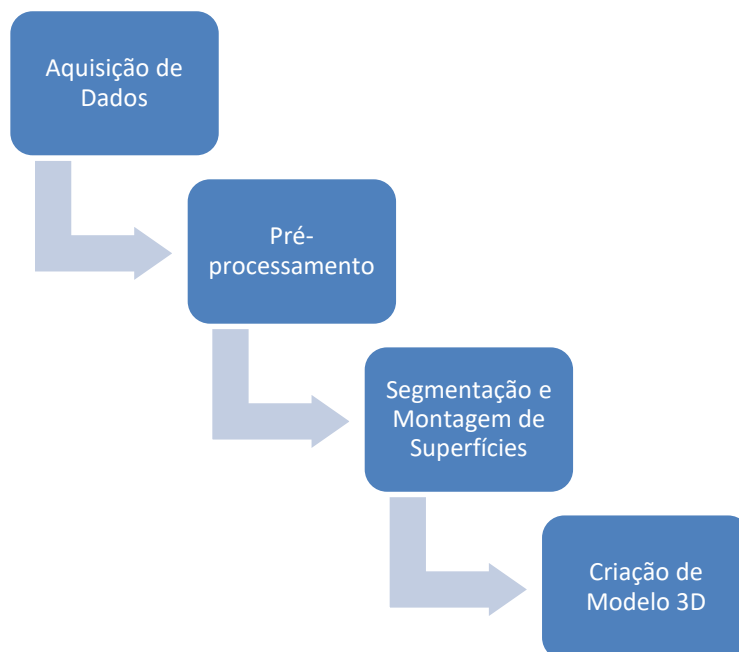 Aquisição de
Dados
Pré-
processamento
Segmentação e
Montagem de
Superfícies
Criação de
Modelo 3D